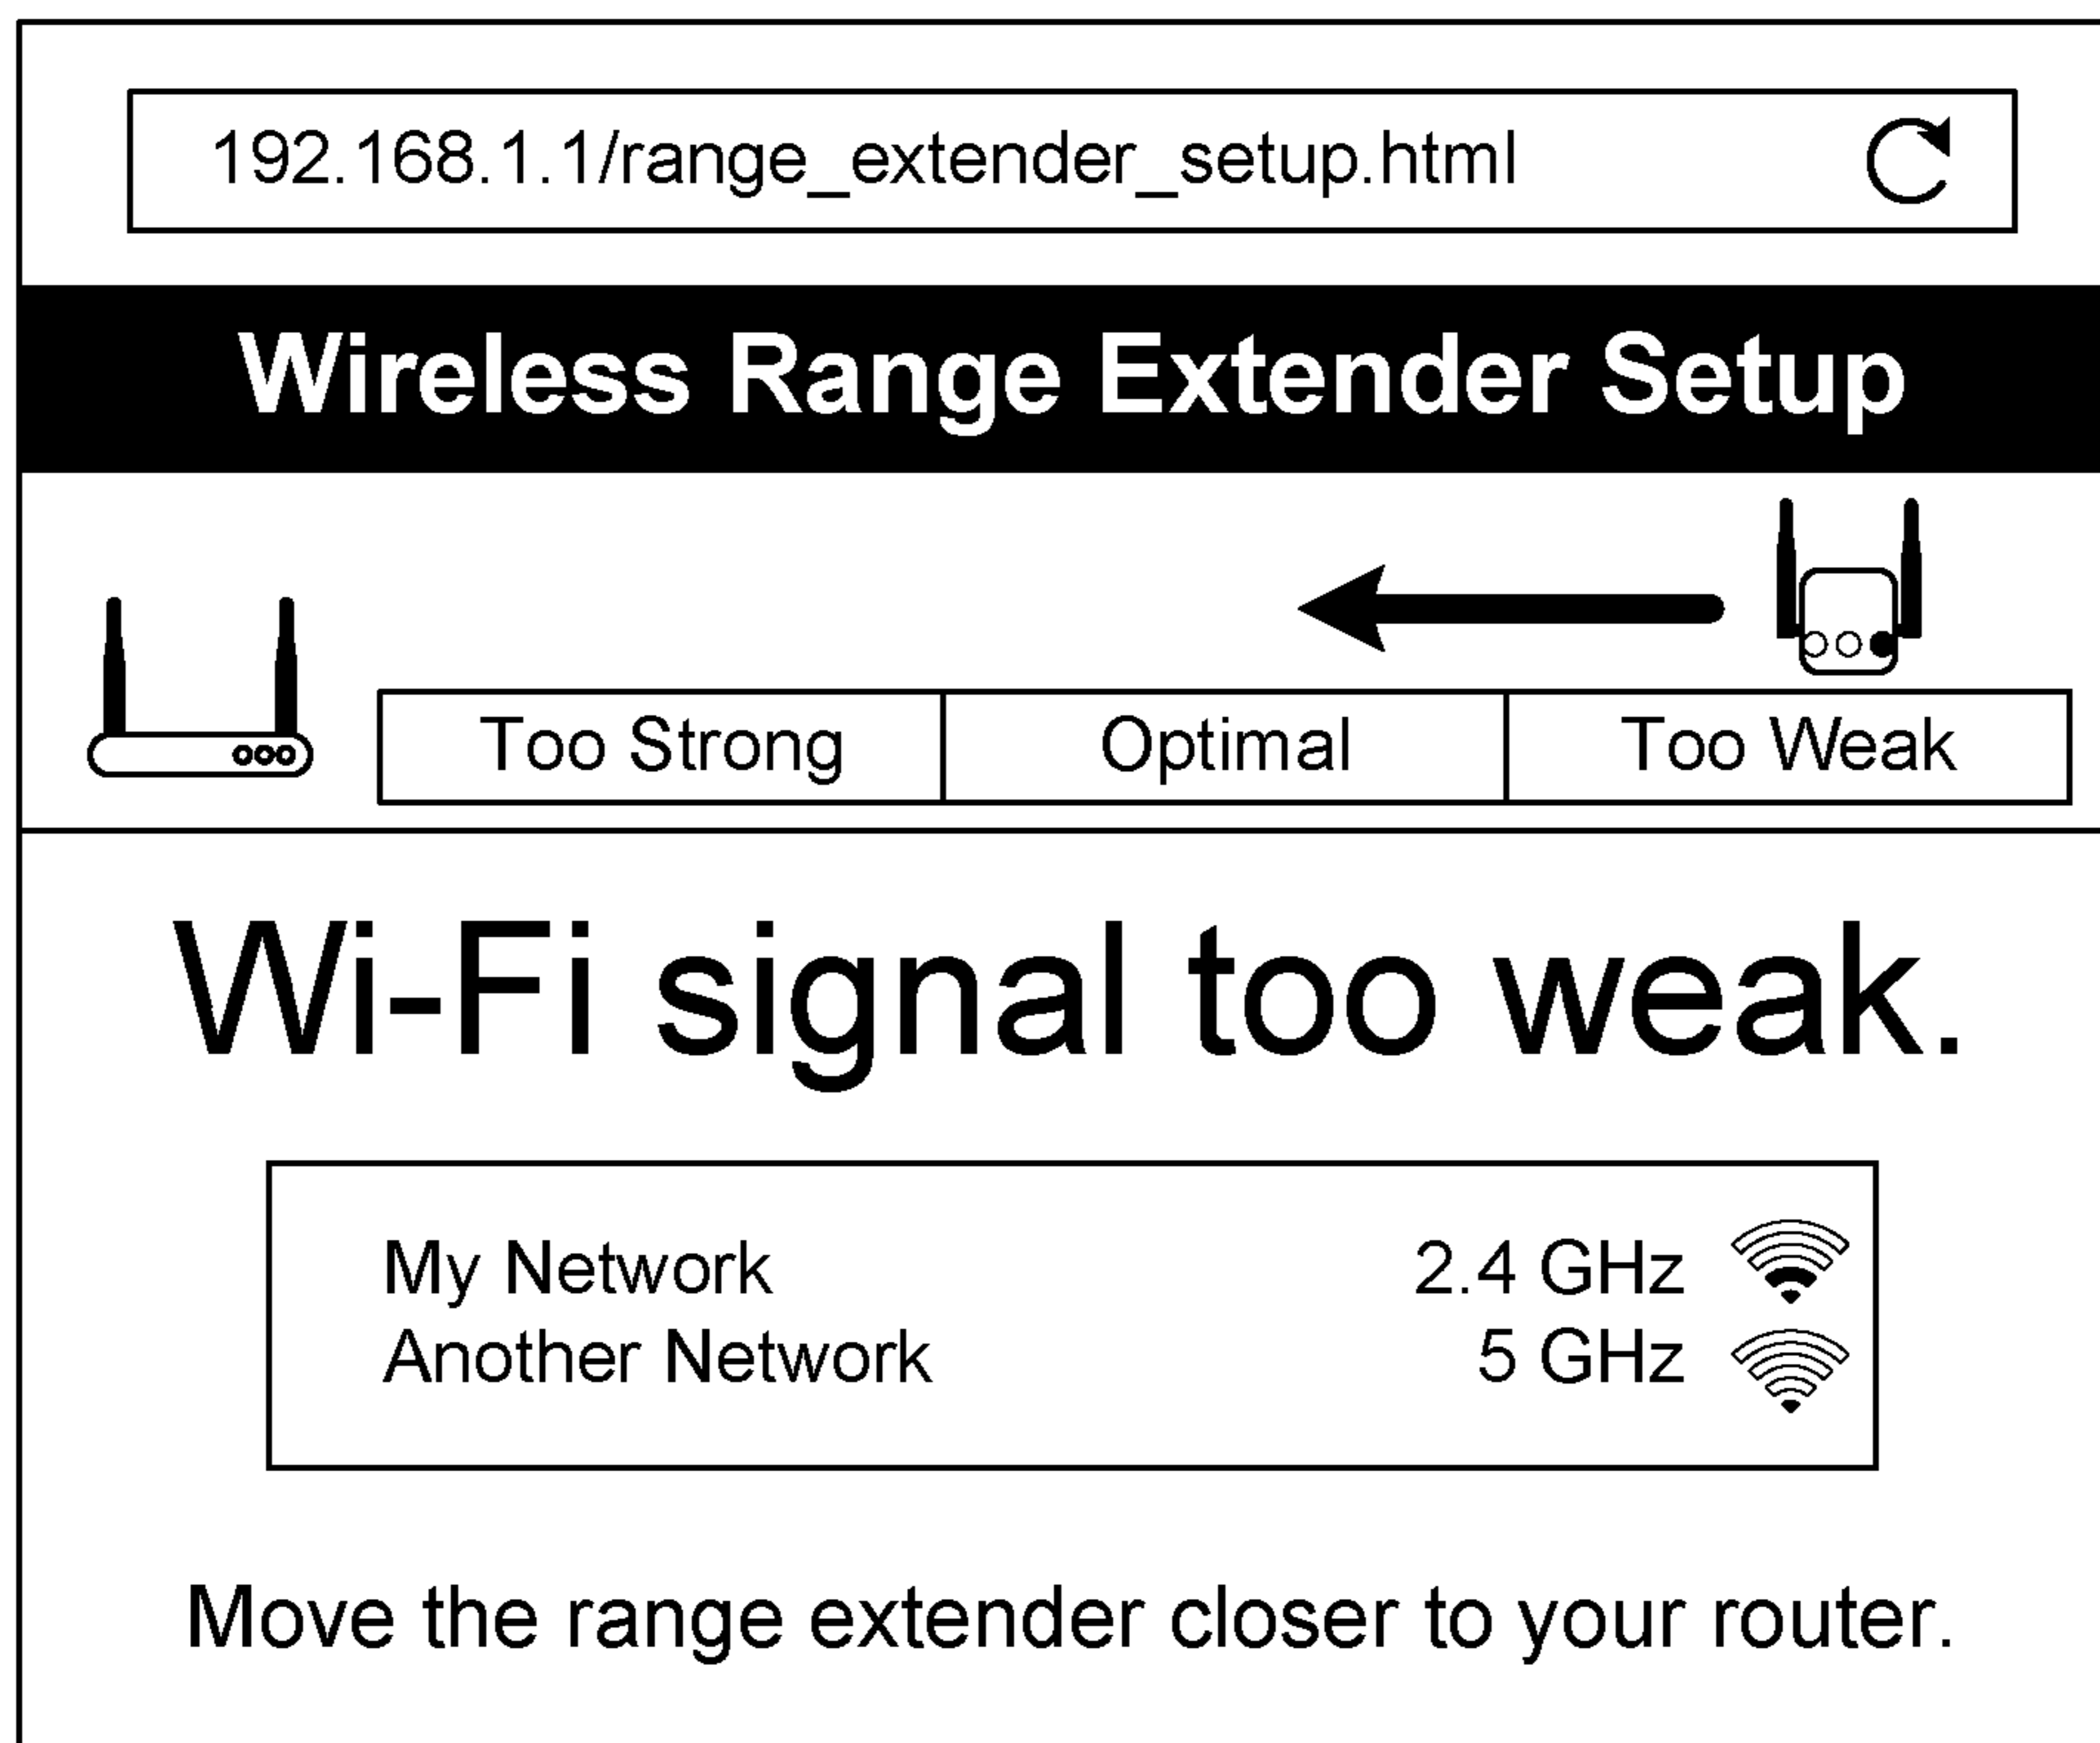 192.168.1.1/range_extender_setup.html
Wireless Range Extender Setup
Too Strong Optimal Too Weak
Wi-Fi signal too weak.
My Network 2.4 GHz
Another Network 5 GHz
Move the range extender closer to your router.